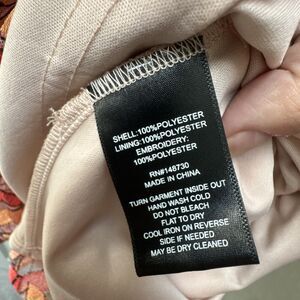 SHELL:100%POLYESTER
LINING:100%POLYESTER
EMBROIDERY:
100%POLYESTER
RN#148730
MADE IN CHINA
TURN GARMENT INSIDE OUT
HAND WASH COLD
DO NOT BLEACH
FLAT TO DRY
COOL IRON ON REVERSE
SIDE IF NEEDED
MAY BE DRY CLEANED